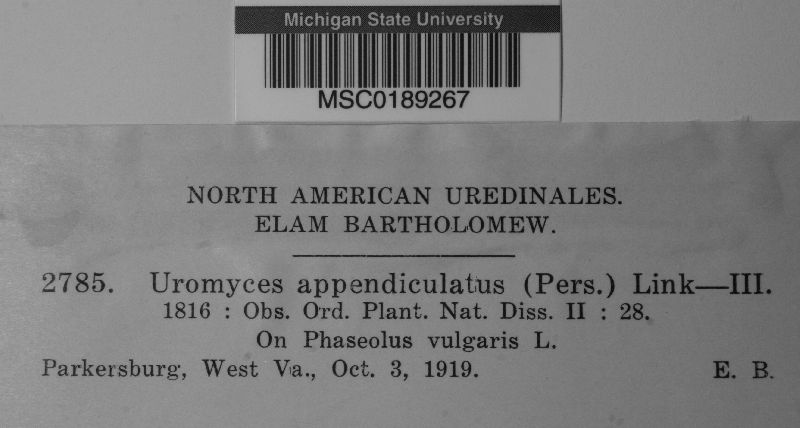 Michigan State University
MSC0189267
NORTH AMERICAN UREDINALES.
ELAM BARTHOLOMEW.
2785. Uromyces appendiculatus (Pers.) Link—III.
1816 : Obs. Ord. Plant. Nat. Diss. II : 28.
On Phaseolus vulgaris L.
Parkersburg, West Va., Oct. 3, 1919. E. B.